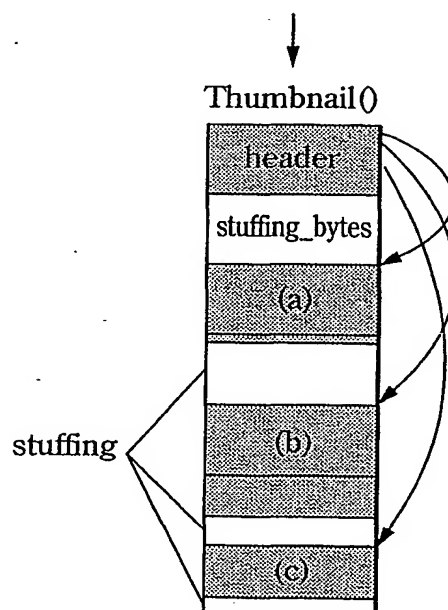 Thumbnail()
header
stuffing_bytes
(a)
(b)
stuffing
(c)